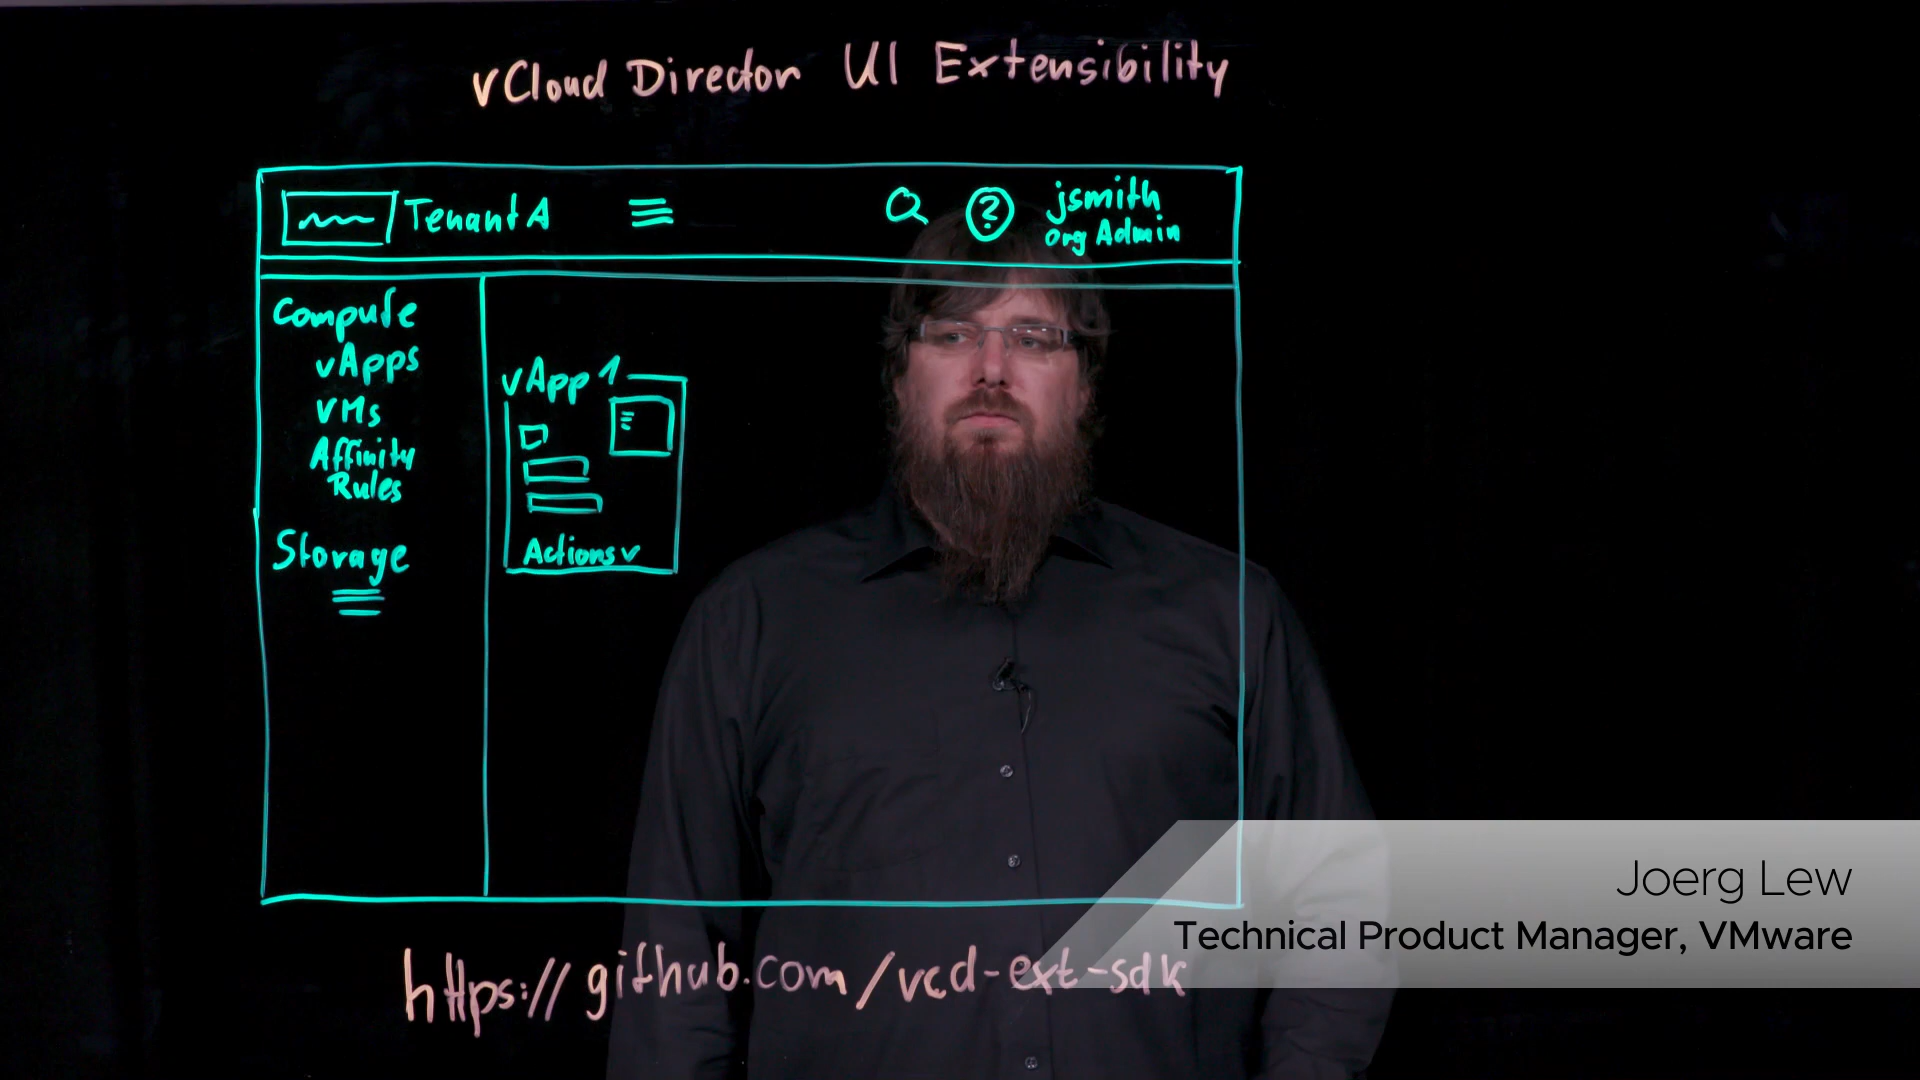 vCloud Director UI Extensibility
Tenant A
?
jsmith
Org Admin
Compute
vApps
VMs
Affinity
Rules
Storage
vApp 1
Actions
https://github.com/vcd-ext-sdk
Joerg Lew
Technical Product Manager, VMware